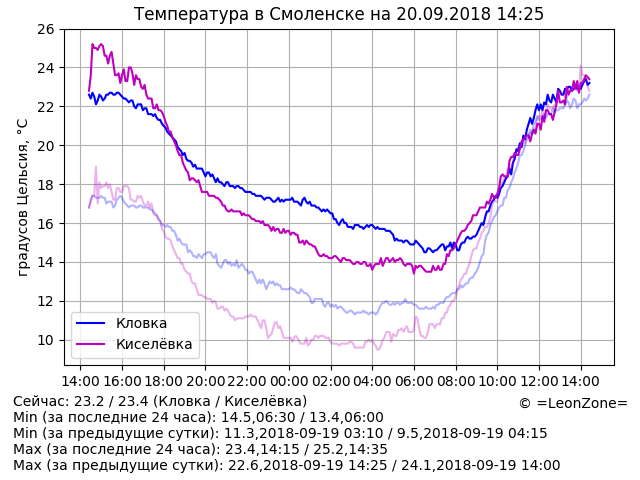 Температура в Смоленске на 20.09.2018 14:25
градусов Цельсия, °C
26
24
22
20
18
16
14
12
10
Кловка
Киселёвка
14:00 16:00 18:00 20:00 22:00 00:00 02:00 04:00 06:00 08:00 10:00 12:00 14:00
Сейчас: 23.2 / 23.4 (Кловка / Киселёвка)
© =LeonZone=
Min (за последние 24 часа): 14.5,06:30 / 13.4,06:00
Min (за предыдущие сутки): 11.3,2018-09-19 03:10 / 9.5,2018-09-19 04:15
Max (за последние 24 часа): 23.4,14:15 / 25.2,14:35
Max (за предыдущие сутки): 22.6,2018-09-19 14:25 / 24.1,2018-09-19 14:00